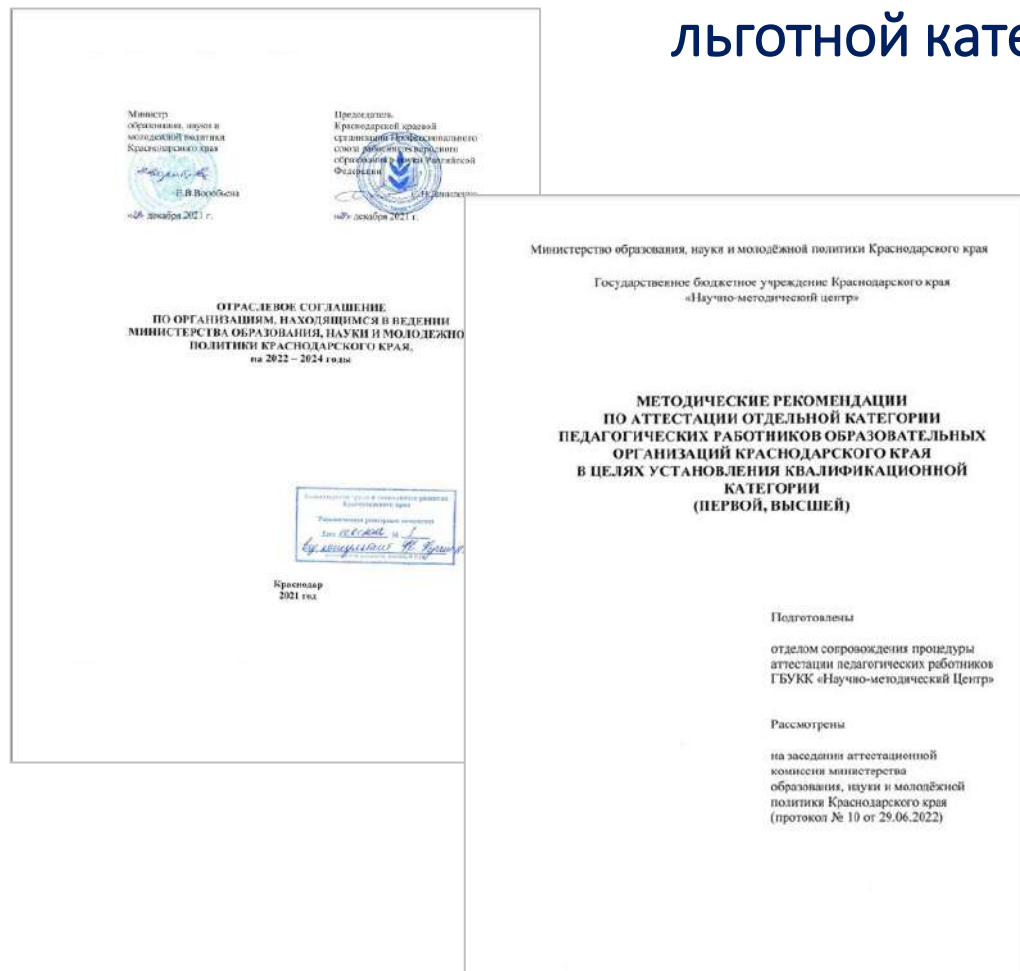 льготной кате
Министр
образования, науки и
молодежной политики
Краснодарского края
Е.В.Воробьева
декабря 2021 г.
Председатель
Краснодарской краевой
организации Профессионального
союза работников народного
образования и науки Российской
Федерации
декабря 2021 г.
ОТРАСЛЕВОЕ СОГЛАШЕНИЕ
ПО ОРГАНИЗАЦИЯМ, НАХОДЯЩИМСЯ В ВЕДЕНИИ
МИНИСТЕРСТВА ОБРАЗОВАНИЯ, НАУКИ И МОЛОДЕЖНО
ПОЛИТИКИ КРАСНОДАРСКОГО КРАЯ,
на 2022 – 2024 годы
Краснодарского края
Краснодар
2021 год
Министерство образования, науки и молодёжной политики Краснодарского края
Государственное бюджетное учреждение Краснодарского края
«Научно-методический центр»
МЕТОДИЧЕСКИЕ РЕКОМЕНДАЦИИ
ПО АТТЕСТАЦИИ ОТДЕЛЬНОЙ КАТЕГОРИИ
ПЕДАГОГИЧЕСКИХ РАБОТНИКОВ ОБРАЗОВАТЕЛЬНЫХ
ОРГАНИЗАЦИЙ КРАСНОДАРСКОГО КРАЯ
В ЦЕЛЯХ УСТАНОВЛЕНИЯ КВАЛИФИКАЦИОННОЙ
КАТЕГОРИИ
(ПЕРВОЙ, ВЫСШЕЙ)
Подготовлены
отделом сопровождения процедуры
аттестации педагогических работников
ГБУКК «Научно-методический Центр»
Рассмотрены
на заседании аттестационной
комиссии министерства
образования, науки и молодёжной
политики Краснодарского края
(протокол № 10 от 29.06.2022)